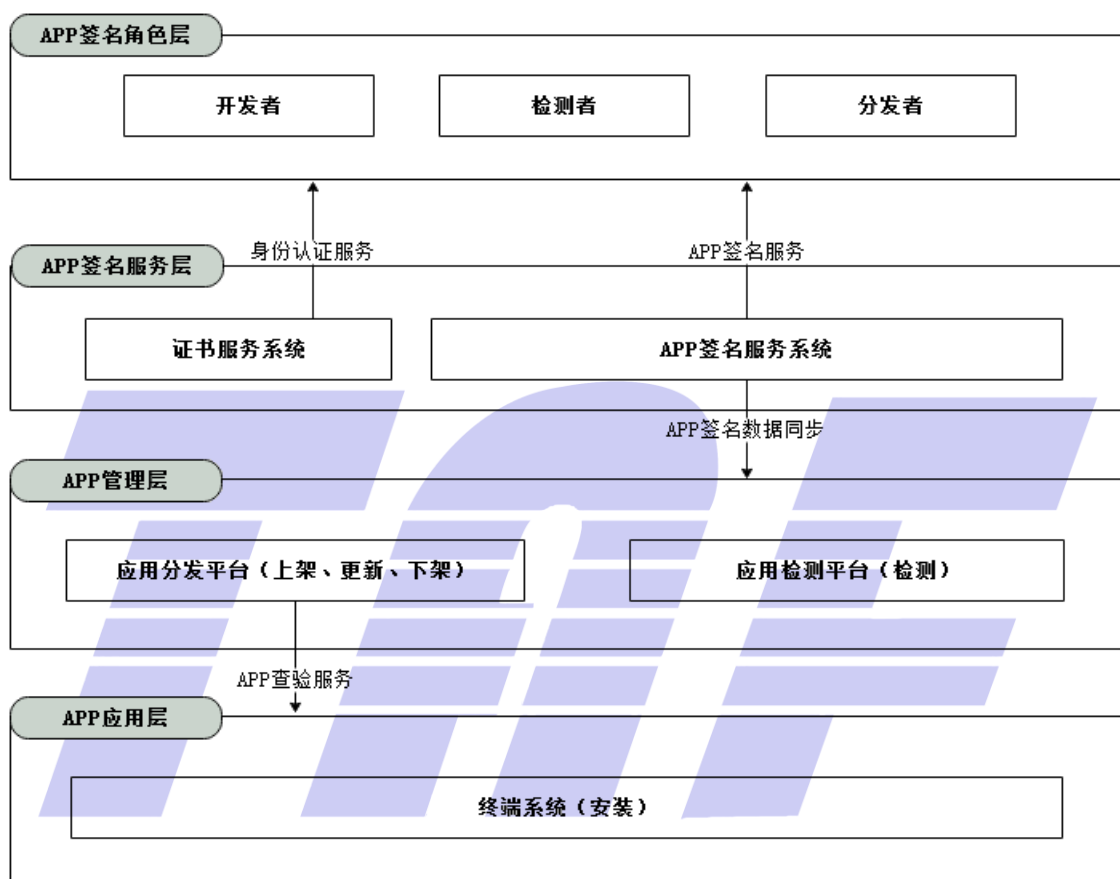 APP签名角色层
开发者
检测者
分发者
身份认证服务
APP签名服务
APP签名服务层
证书服务系统
APP签名服务系统
APP签名数据同步
APP管理层
应用分发平台（上架、更新、下架）
应用检测平台（检测）
APP查验服务
APP应用层
终端系统（安装）
TAF